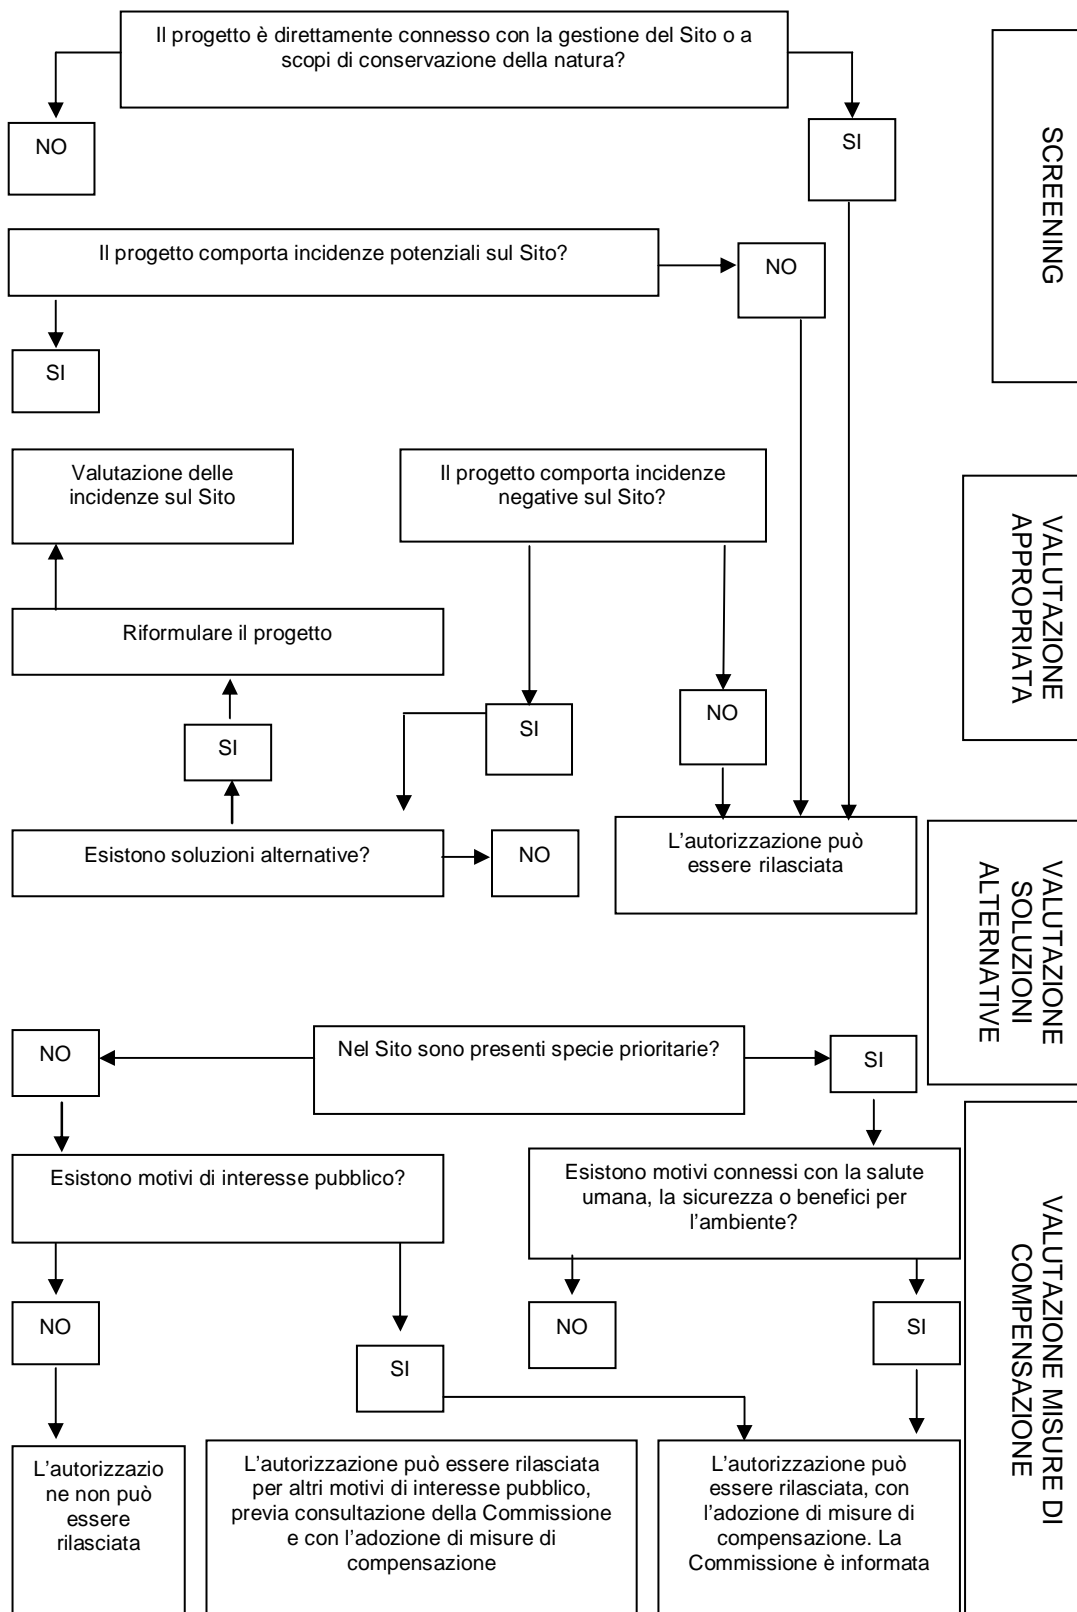 Il progetto è direttamente connesso con la gestione del Sito o a
scopi di conservazione della natura?
NO
SI
SCREENING
Il progetto comporta incidenze potenziali sul Sito?
NO
SI
Valutazione delle
incidenze sul Sito
Il progetto comporta incidenze
negative sul Sito?
VALUTAZIONE
APPROPRIATA
Riformulare il progetto
SI
SI
NO
Esistono soluzioni alternative?
NO
L'autorizzazione può
essere rilasciata
VALUTAZIONE
SOLUZIONI
ALTERNATIVE
NO
Nel Sito sono presenti specie prioritarie?
SI
Esistono motivi di interesse pubblico?
Esistono motivi connessi con la salute
umana, la sicurezza o benefici per
l'ambiente?
VALUTAZIONE MISURE DI
COMPENSAZIONE
NO
SI
NO
SI
L'autorizzazio
ne non può
essere
rilasciata
L'autorizzazione può essere rilasciata
per altri motivi di interesse pubblico,
previa consultazione della Commissione
e con l'adozione di misure di
compensazione
L'autorizzazione può
essere rilasciata, con
l'adozione di misure di
compensazione. La
Commissione è informata